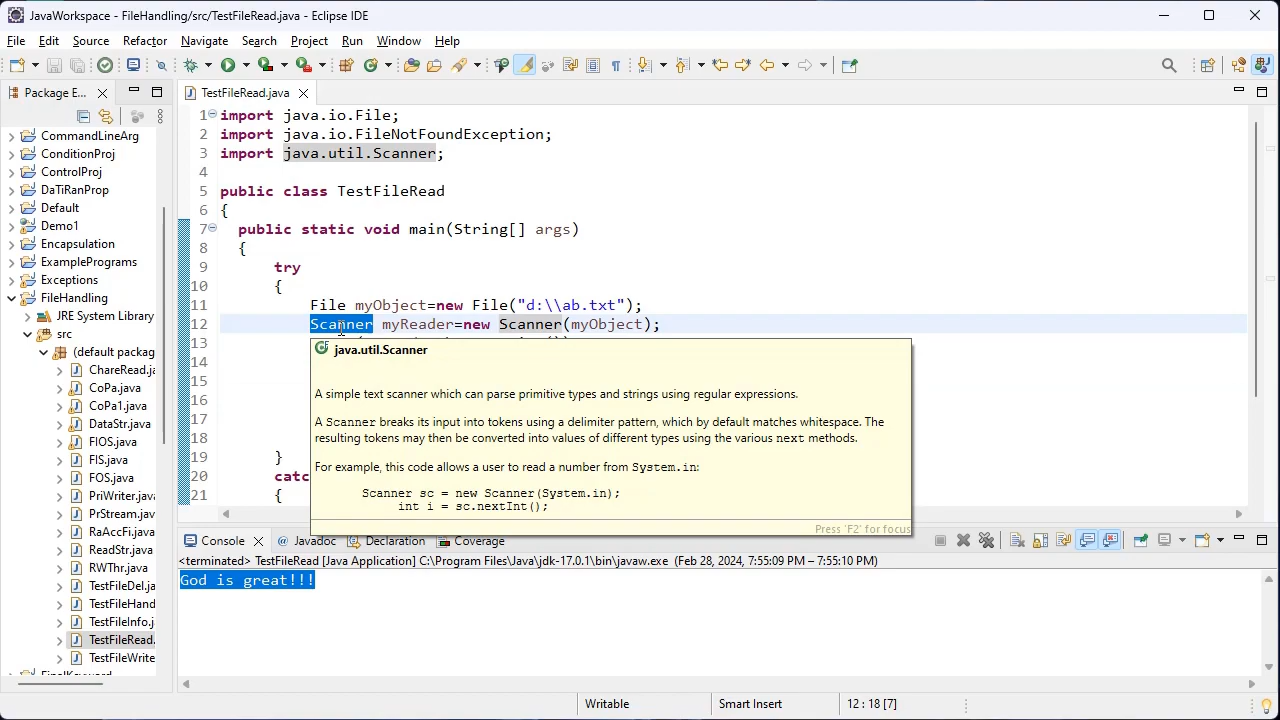 JavaWorkspace - FileHandling/src/TestFileRead.java - Eclipse IDE
File Edit Source Refactor Navigate Search Project Run Window Help
Package E...
CommandLineArg
ConditionProj
ControlProj
DaTiRanProp
Default
Demo1
Encapsulation
ExamplePrograms
Exceptions
FileHandling
JRE System Library
src
(default package
ChareRead.ja
CoPa.java
CoPa1.java
DataStr.java
FIOS.java
FIS.java
FOS.java
PriWriter.java
PrStream.java
RaAccFi.java
ReadStr.java
RWThr.java
TestFileDel.ja
TestFileHand
TestFileInfo.j
TestFileRead.
TestFileWrite
FinalKeyword
TestFileRead.java
1 import java.io.File;
2 import java.io.FileNotFoundException;
3 import java.util.Scanner;
4
5 public class TestFileRead
6 {
7 public static void main(String[] args)
8 {
9 try
10 {
11 File myObject=new File("d:\\ab.txt");
12 Scanner myReader=new Scanner(myObject);
13
14
15
16
17
18
19 }
20 catc
21 {
java.util.Scanner
A simple text scanner which can parse primitive types and strings using regular expressions.
A Scanner breaks its input into tokens using a delimiter pattern, which by default matches whitespace. The
resulting tokens may then be converted into values of different types using the various next methods.
For example, this code allows a user to read a number from System.in:
Scanner sc = new Scanner(System.in);
int i = sc.nextInt();
Press 'F2' for focus
Console Javadoc Declaration Coverage
<terminated> TestFileRead [Java Application] C:\Program Files\Java\jdk-17.0.1\bin\javaw.exe (Feb 28, 2024, 7:55:09 PM – 7:55:10 PM)
God is great!!!
Writable Smart Insert 12 : 18 [7]